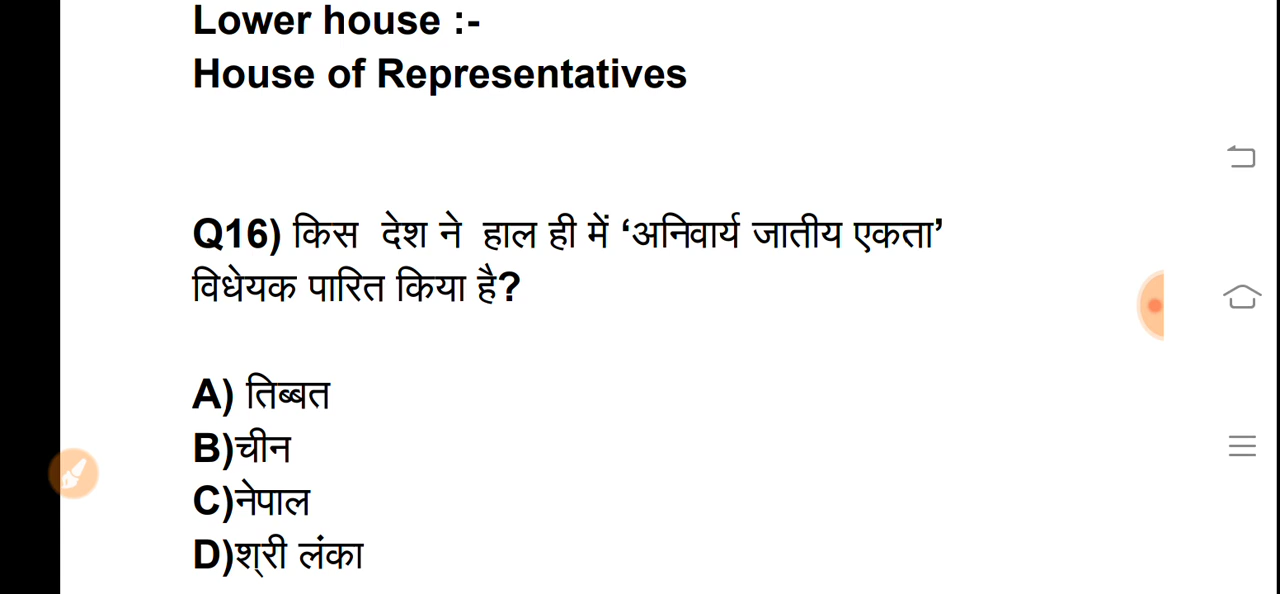 Lower house :-
House of Representatives
Q16) किस देश ने हाल ही में ‘अनिवार्य जातीय एकता’
विधेयक पारित किया है?
A) तिब्बत
B)चीन
C)नेपाल
D)श्री लंका